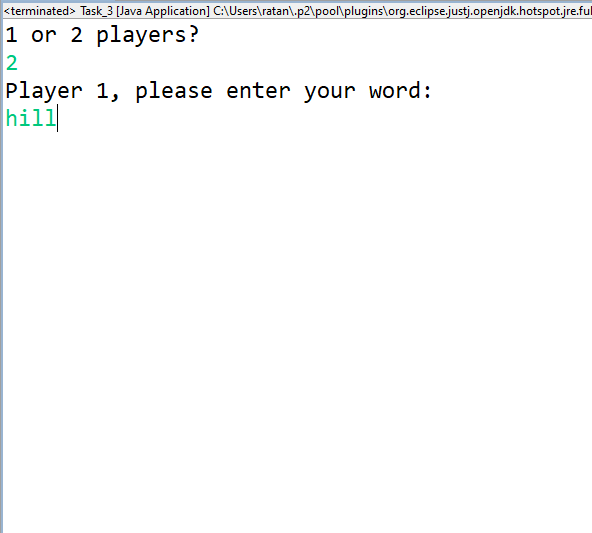 <terminated> Task_3 [Java Application] C:\Users\ratan\.p2\pool\plugins\org.eclipse.justj.openjdk.hotspot.jre.ful
1 or 2 players?
2
Player 1, please enter your word:
hill